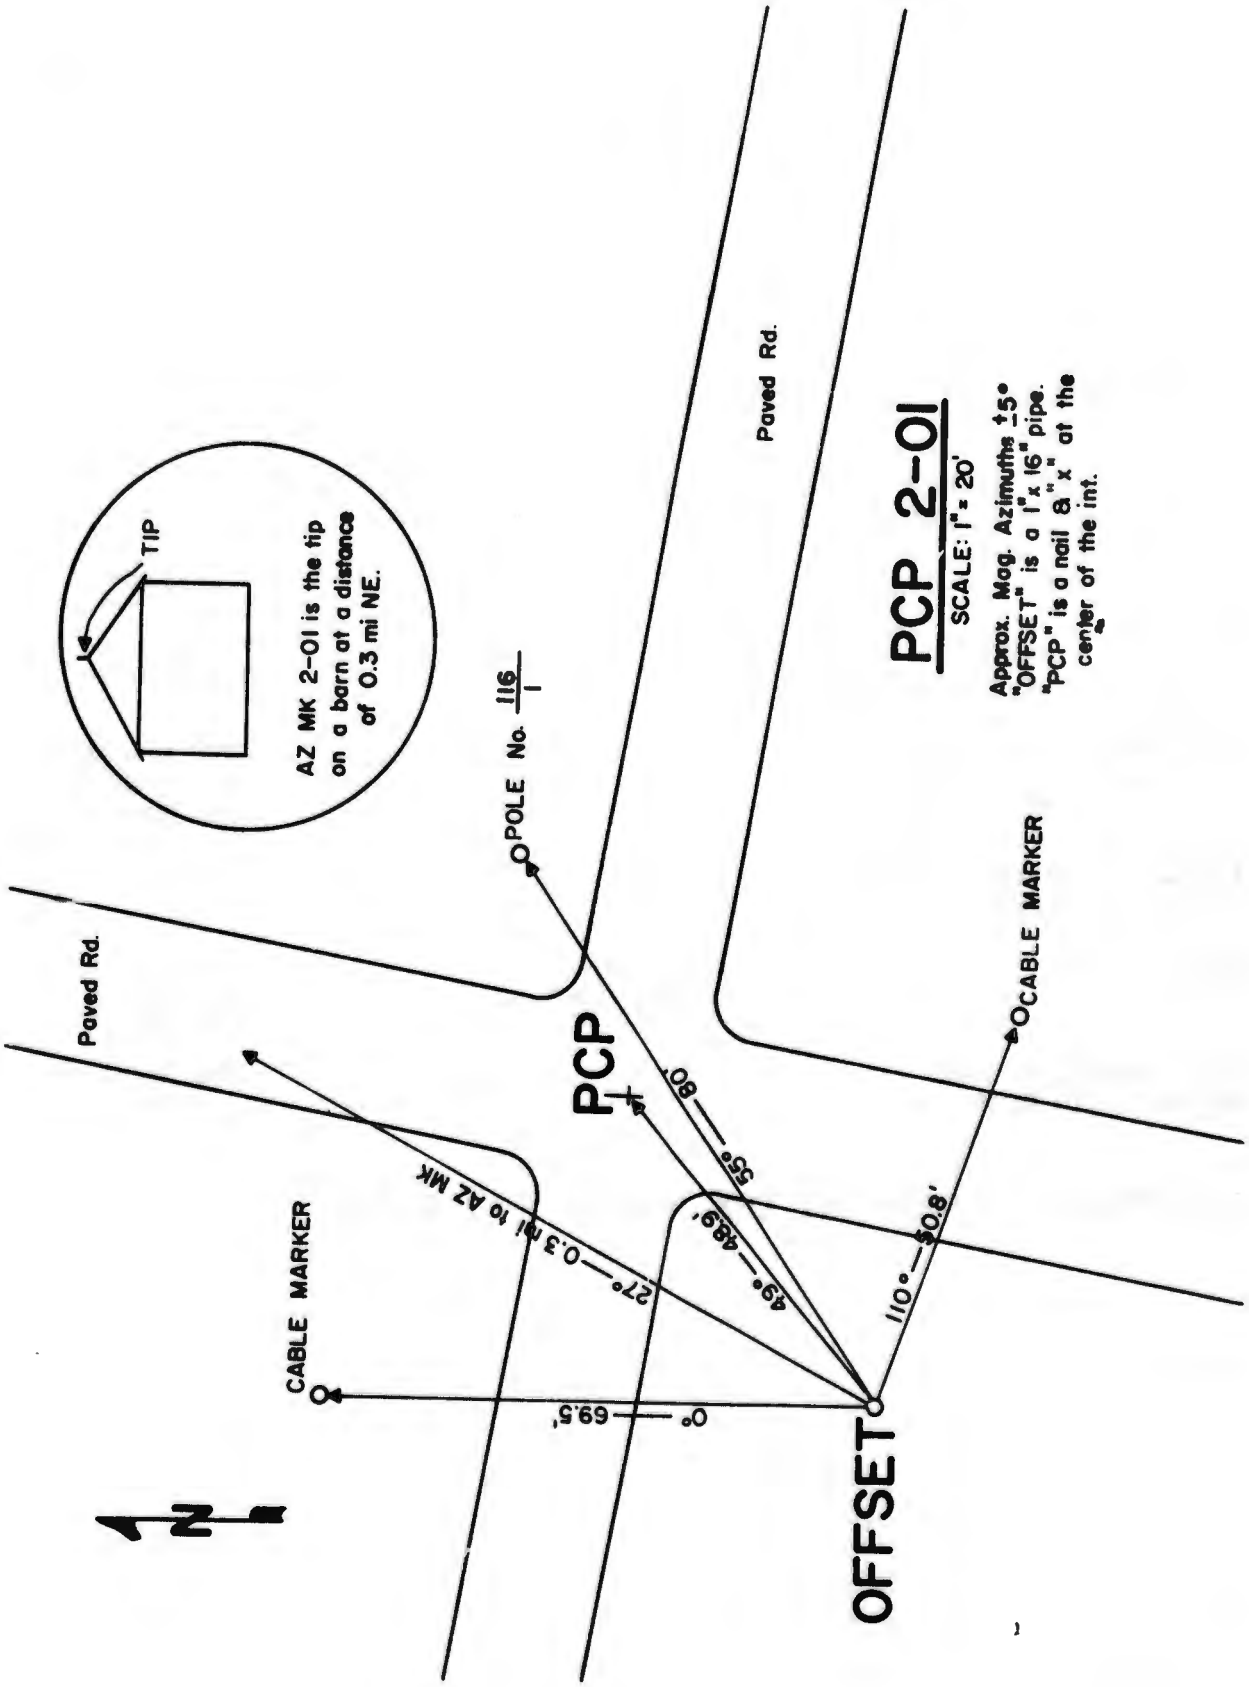 N
TIP
AZ MK 2-01 is the tip
on a barn at a distance
of 0.3 mi NE.
Paved Rd.
CABLE MARKER
POLE No. 116/1
27° — 0.3 mi to AZ MK
0° — 69.5'
PCP
49° — 48.9'
55° — 80'
Paved Rd.
OFFSET
110° — 50.8'
CABLE MARKER
PCP 2-01
SCALE: 1" = 20'
Approx. Mag. Azimuths ±5°
"OFFSET" is a 1" x 16" pipe.
"PCP" is a nail & "x" at the
center of the int.